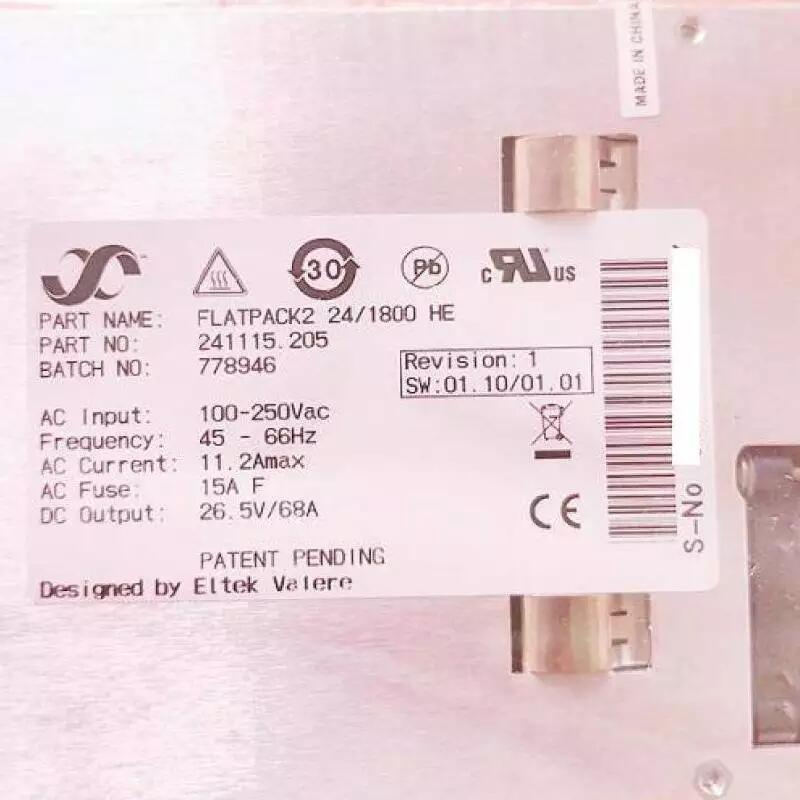 MADE IN CHINA
30
Pb
c RU US
PART NAME: FLATPACK2 24/1800 HE
PART NO: 241115.205
BATCH NO: 778946
Revision: 1
SW:01.10/01.01
AC Input: 100-250Vac
Frequency: 45 - 66Hz
AC Current: 11.2Amax
AC Fuse: 15A F
DC Output: 26.5V/68A
CE
S-No
PATENT PENDING
Designed by Eltek Valere